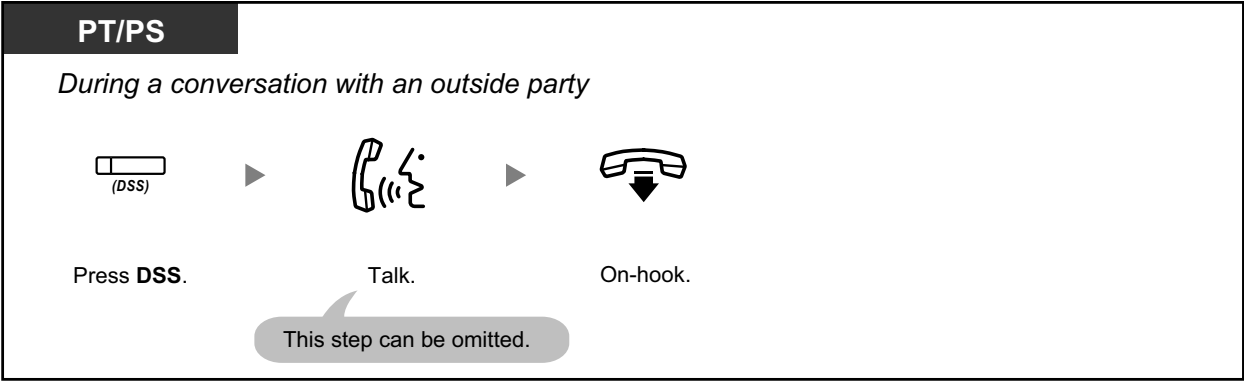 PT/PS
During a conversation with an outside party
(DSS)
Press DSS.
Talk.
On-hook.
This step can be omitted.